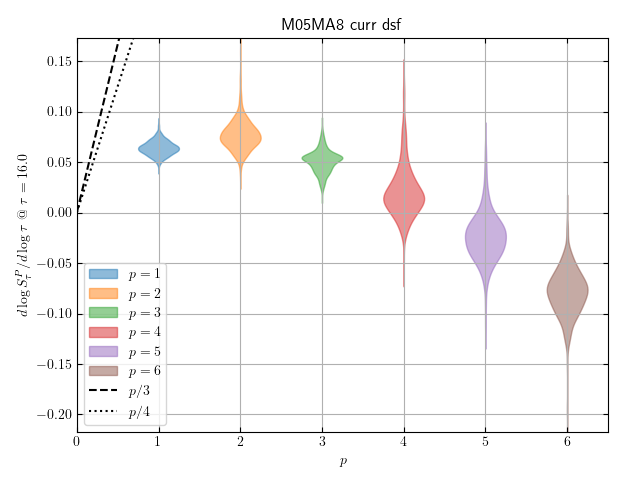 M05MA8 curr dsf
d log S_τ^P / d log τ @ τ = 16.0
0.15
0.10
0.05
0.00
−0.05
−0.10
−0.15
−0.20
p = 1
p = 2
p = 3
p = 4
p = 5
p = 6
p/3
p/4
0 1 2 3 4 5 6
p